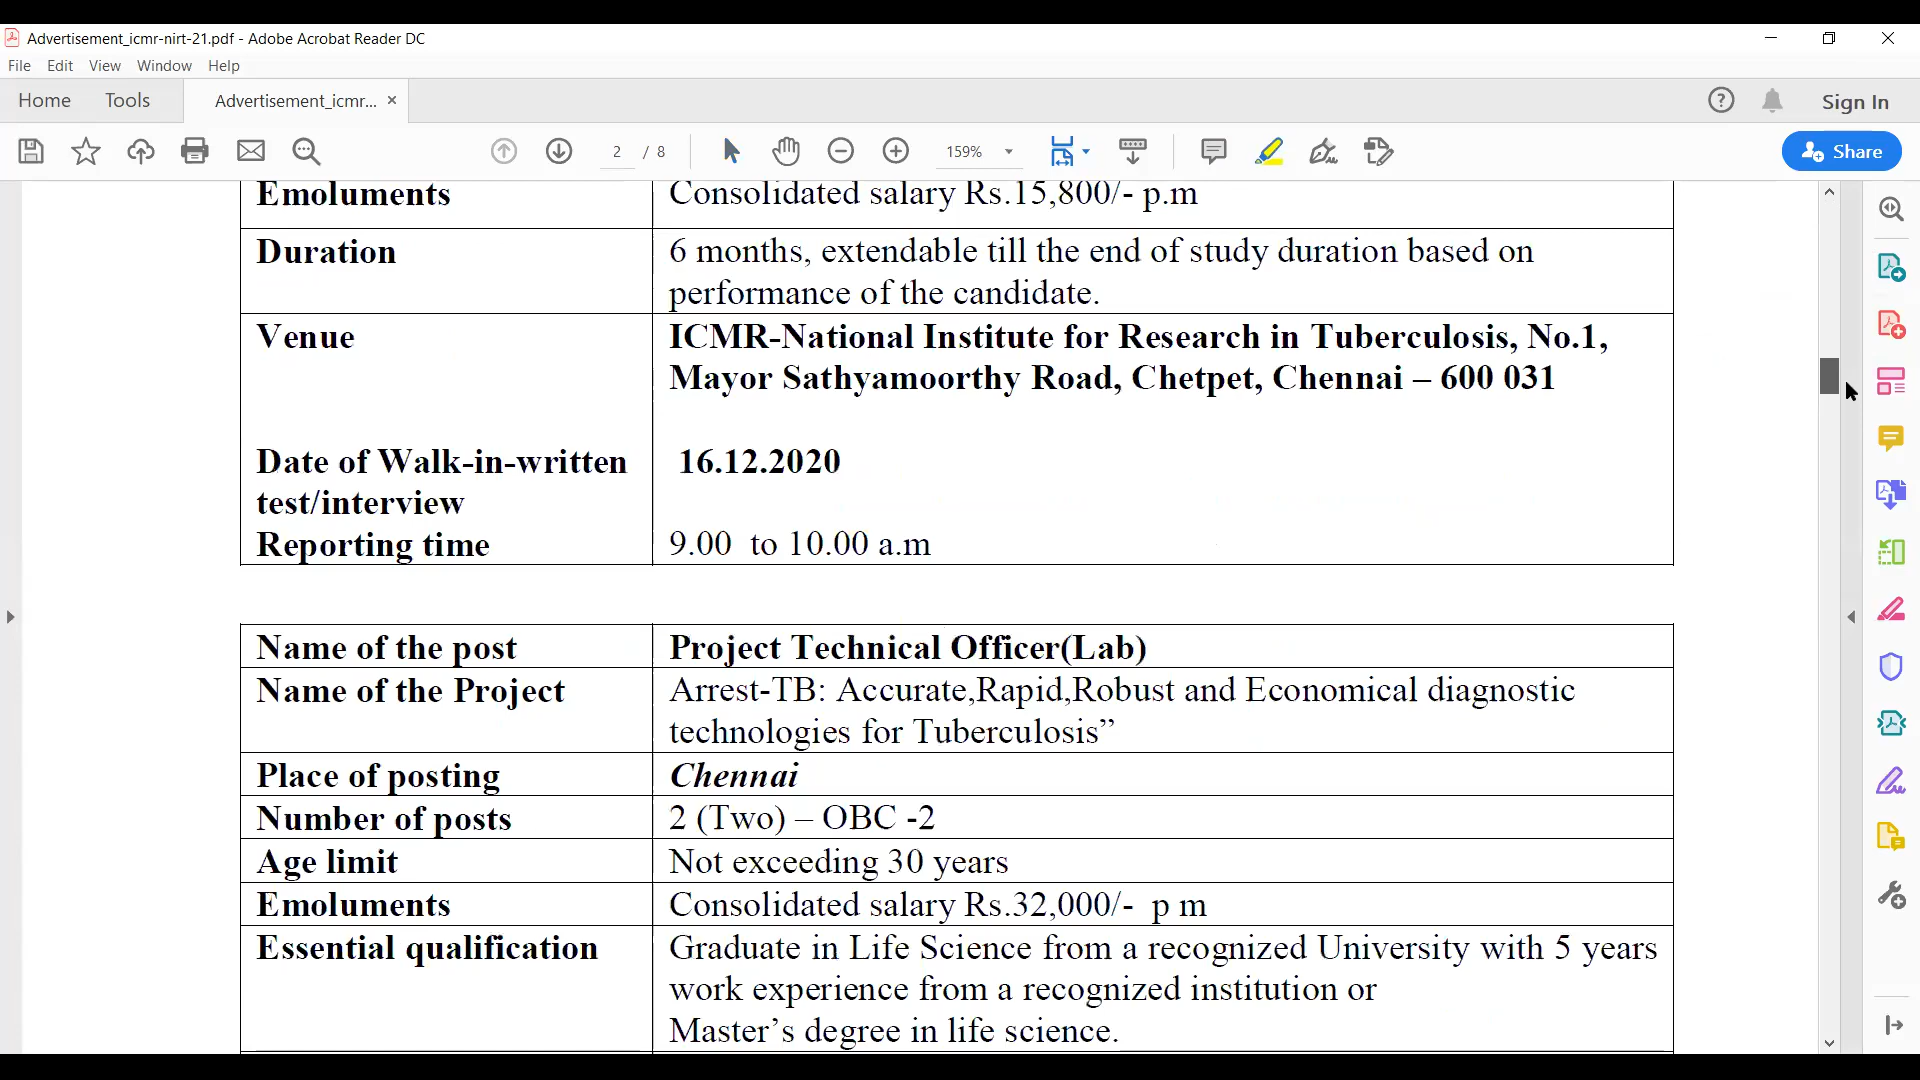 Advertisement_icmr-nirt-21.pdf - Adobe Acrobat Reader DC
File Edit View Window Help
Home Tools Advertisement_icmr... × Sign In
2 / 8 159% Share
Emoluments Consolidated salary Rs.15,800/- p.m
Duration 6 months, extendable till the end of study duration based on
performance of the candidate.
Venue ICMR-National Institute for Research in Tuberculosis, No.1,
Mayor Sathyamoorthy Road, Chetpet, Chennai – 600 031
Date of Walk-in-written 16.12.2020
test/interview
Reporting time 9.00 to 10.00 a.m
Name of the post Project Technical Officer(Lab)
Name of the Project Arrest-TB: Accurate,Rapid,Robust and Economical diagnostic
technologies for Tuberculosis”
Place of posting Chennai
Number of posts 2 (Two) – OBC -2
Age limit Not exceeding 30 years
Emoluments Consolidated salary Rs.32,000/- p m
Essential qualification Graduate in Life Science from a recognized University with 5 years
work experience from a recognized institution or
Master’s degree in life science.